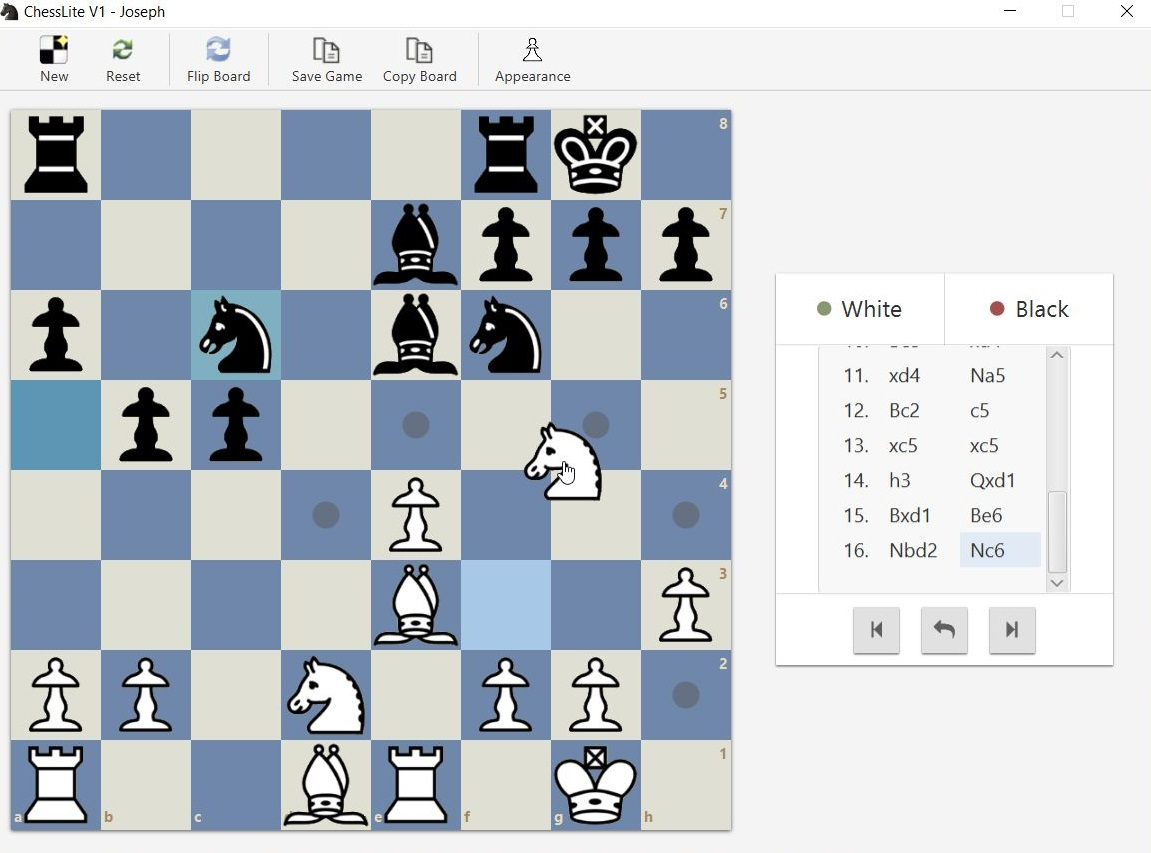 ChessLite V1 - Joseph
New Reset Flip Board Save Game Copy Board Appearance
8
7
6
5
4
3
2
1
a b c e f g h
White Black
11. xd4 Na5
12. Bc2 c5
13. xc5 xc5
14. h3 Qxd1
15. Bxd1 Be6
16. Nbd2 Nc6